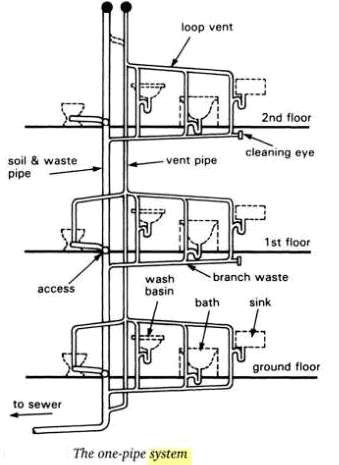 loop vent
2nd floor
cleaning eye
soil & waste
pipe
vent pipe
1st floor
access
branch waste
wash
basin
bath
sink
ground floor
to sewer
The one-pipe system